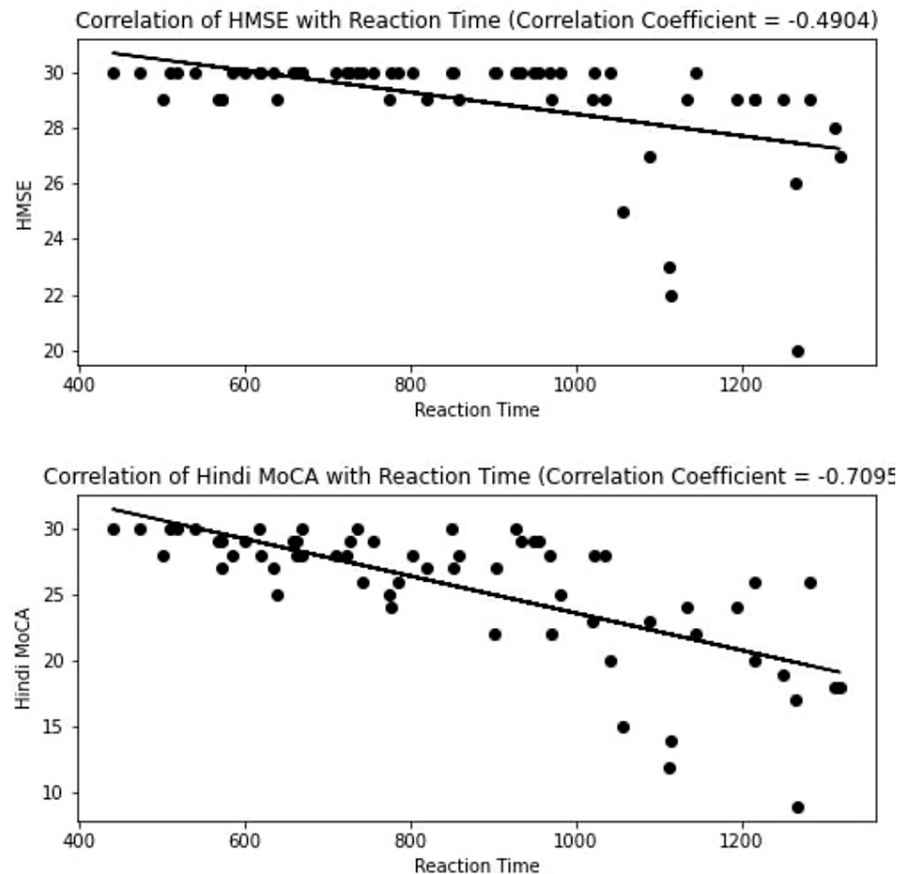 Correlation of HMSE with Reaction Time (Correlation Coefficient = -0.4904)
30
28
26
24
22
20
HMSE
400 600 800 1000 1200
Reaction Time
Correlation of Hindi MoCA with Reaction Time (Correlation Coefficient = -0.7095
30
25
20
15
10
Hindi MoCA
400 600 800 1000 1200
Reaction Time